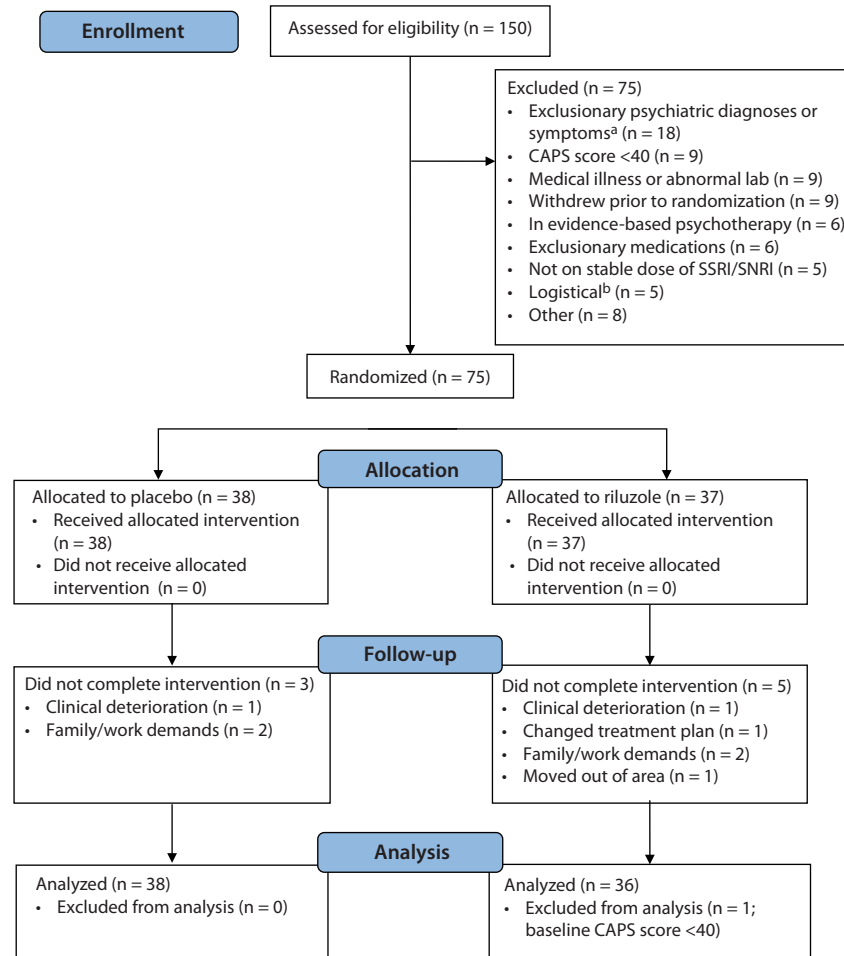 Enrollment
Assessed for eligibility (n = 150)
Excluded (n = 75)
• Exclusionary psychiatric diagnoses or
symptomsᵃ (n = 18)
• CAPS score <40 (n = 9)
• Medical illness or abnormal lab (n = 9)
• Withdrew prior to randomization (n = 9)
• In evidence-based psychotherapy (n = 6)
• Exclusionary medications (n = 6)
• Not on stable dose of SSRI/SNRI (n = 5)
• Logisticalᵇ (n = 5)
• Other (n = 8)
Randomized (n = 75)
Allocation
Allocated to placebo (n = 38)
• Received allocated intervention
(n = 38)
• Did not receive allocated
intervention (n = 0)
Allocated to riluzole (n = 37)
• Received allocated intervention
(n = 37)
• Did not receive allocated
intervention (n = 0)
Follow-up
Did not complete intervention (n = 3)
• Clinical deterioration (n = 1)
• Family/work demands (n = 2)
Did not complete intervention (n = 5)
• Clinical deterioration (n = 1)
• Changed treatment plan (n = 1)
• Family/work demands (n = 2)
• Moved out of area (n = 1)
Analysis
Analyzed (n = 38)
• Excluded from analysis (n = 0)
Analyzed (n = 36)
• Excluded from analysis (n = 1;
baseline CAPS score <40)